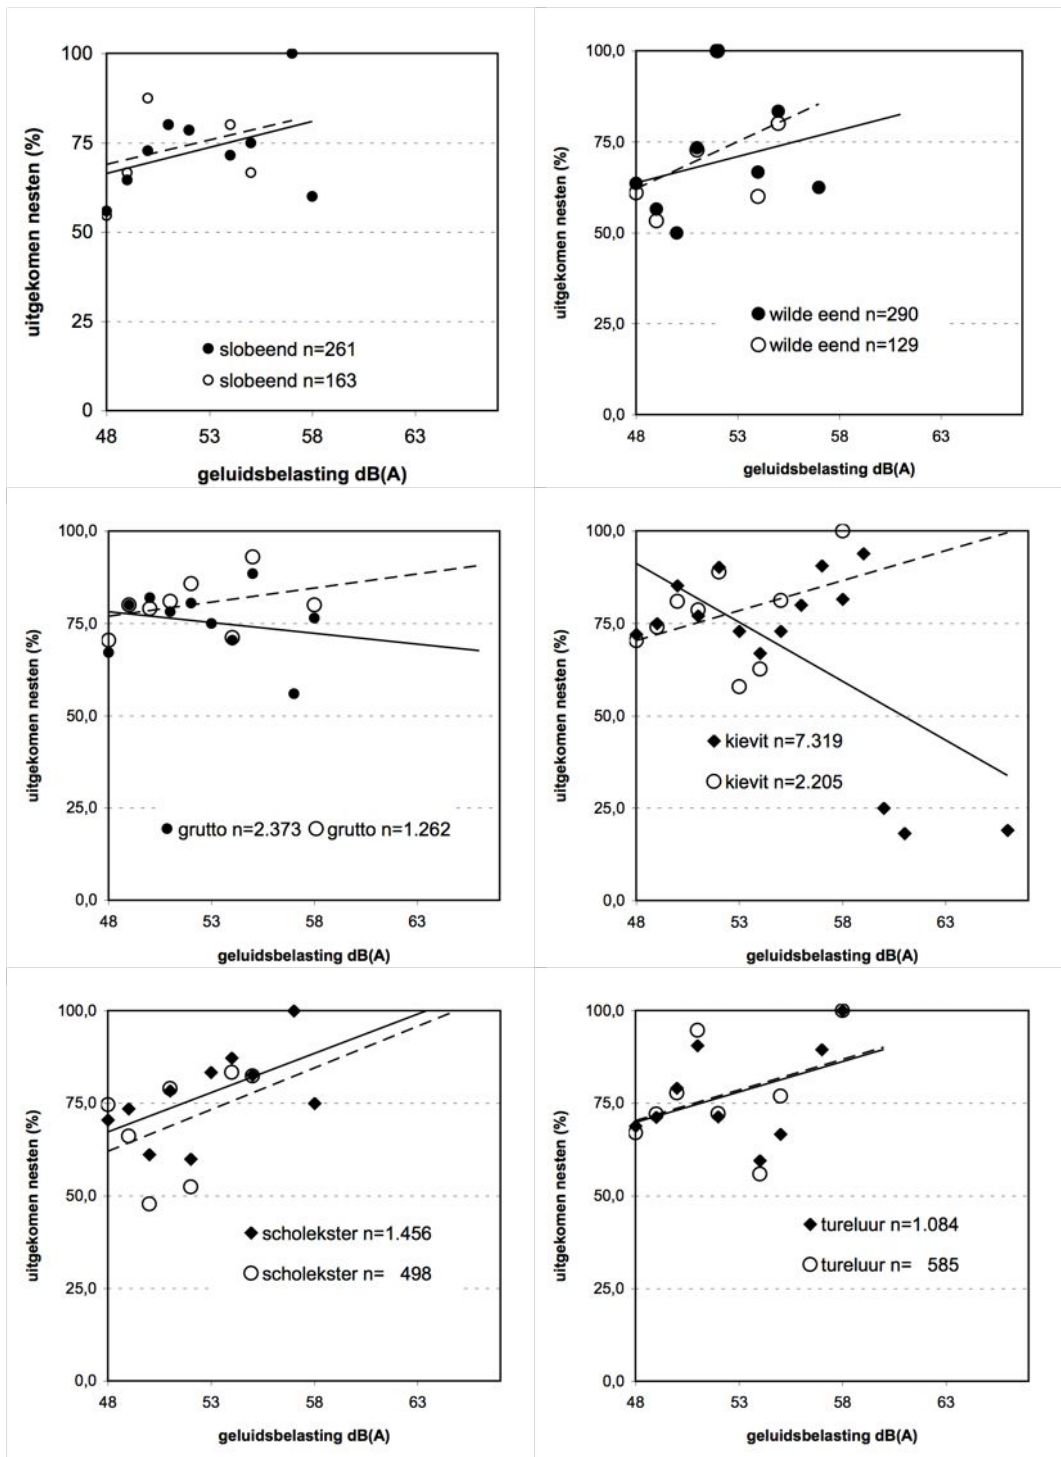 uitgekomen nesten (%)
100
75
50
25
0
slobeend n=261
slobeend n=163
48 53 58 63
geluidsbelasting dB(A)
uitgekomen nesten (%)
100,0
75,0
50,0
25,0
0,0
wilde eend n=290
wilde eend n=129
48 53 58 63
geluidsbelasting dB(A)
uitgekomen nesten (%)
100,0
75,0
50,0
25,0
0,0
grutto n=2.373 grutto n=1.262
48 53 58 63
geluidsbelasting dB(A)
uitgekomen nesten (%)
100,0
75,0
50,0
25,0
0,0
kievit n=7.319
kievit n=2.205
48 53 58 63
geluidsbelasting dB(A)
uitgekomen nesten (%)
100,0
75,0
50,0
25,0
0,0
scholekster n=1.456
scholekster n= 498
48 53 58 63
geluidsbelasting dB(A)
uitgekomen nesten (%)
100,0
75,0
50,0
25,0
0,0
tureluur n=1.084
tureluur n= 585
48 53 58 63
geluidsbelasting dB(A)